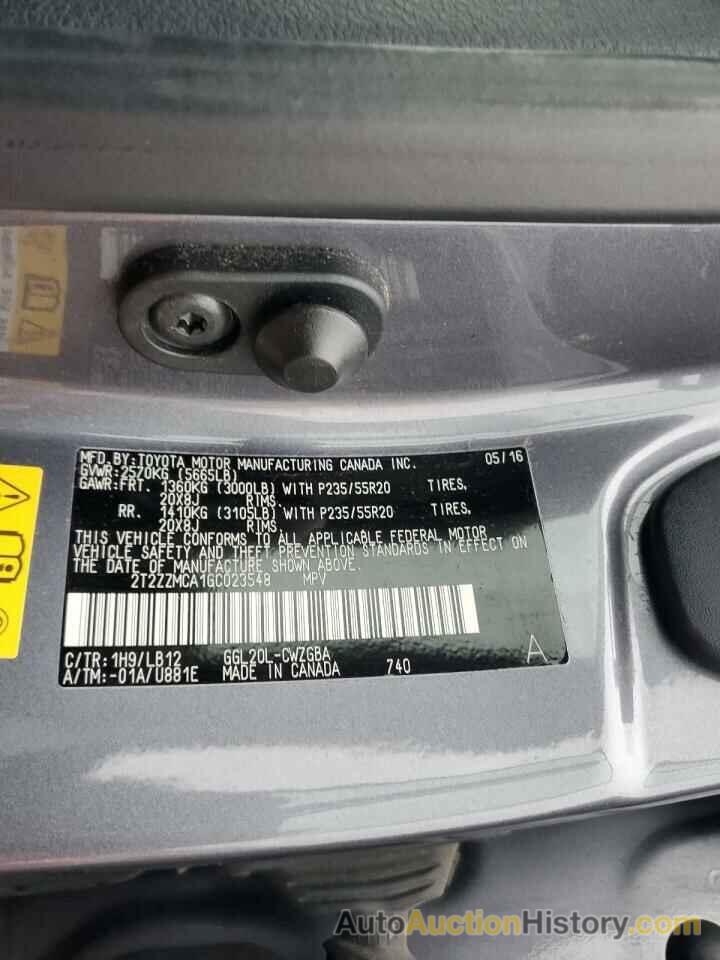 MFD.BY:TOYOTA MOTOR MANUFACTURING CANADA INC. 05/16
GVWR:2570KG (5665LB)
GAWR:FRT. 1360KG (3000LB) WITH P235/55R20 TIRES,
20X8J RIMS,
RR. 1410KG (3105LB) WITH P235/55R20 TIRES,
20X8J RIMS,
THIS VEHICLE CONFORMS TO ALL APPLICABLE FEDERAL MOTOR
VEHICLE SAFETY AND THEFT PREVENTION STANDARDS IN EFFECT ON
THE DATE OF MANUFACTURE SHOWN ABOVE.
2T2ZZMCA1GC023548 MPV
C/TR:1H9/LB12 GGL20L-CWZGBA A
A/TM:-01A/U881E MADE IN CANADA 740
AutoAuctionHistory.com